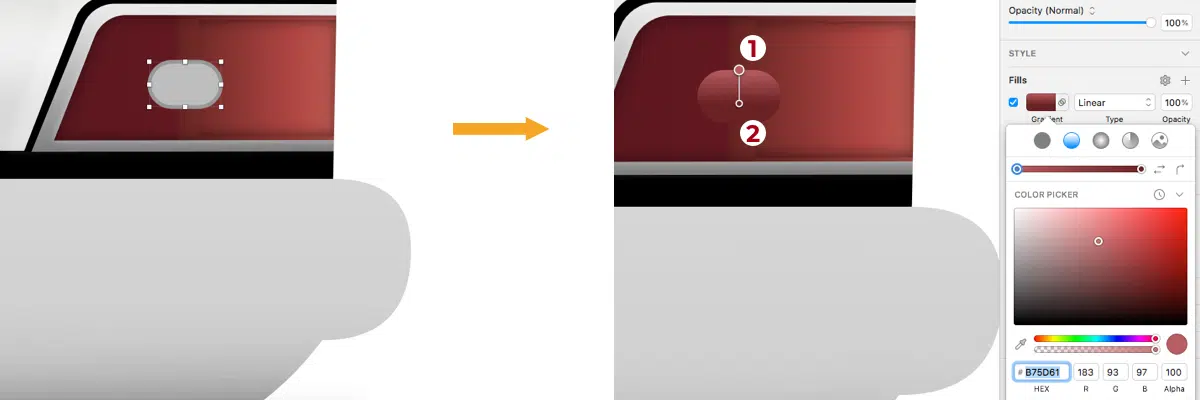 Opacity (Normal)
100%
STYLE
Fills
Linear
100%
Gradient
Type
Opacity
COLOR PICKER
# B75D61
183
93
97
100
HEX
R
G
B
Alpha
1
2